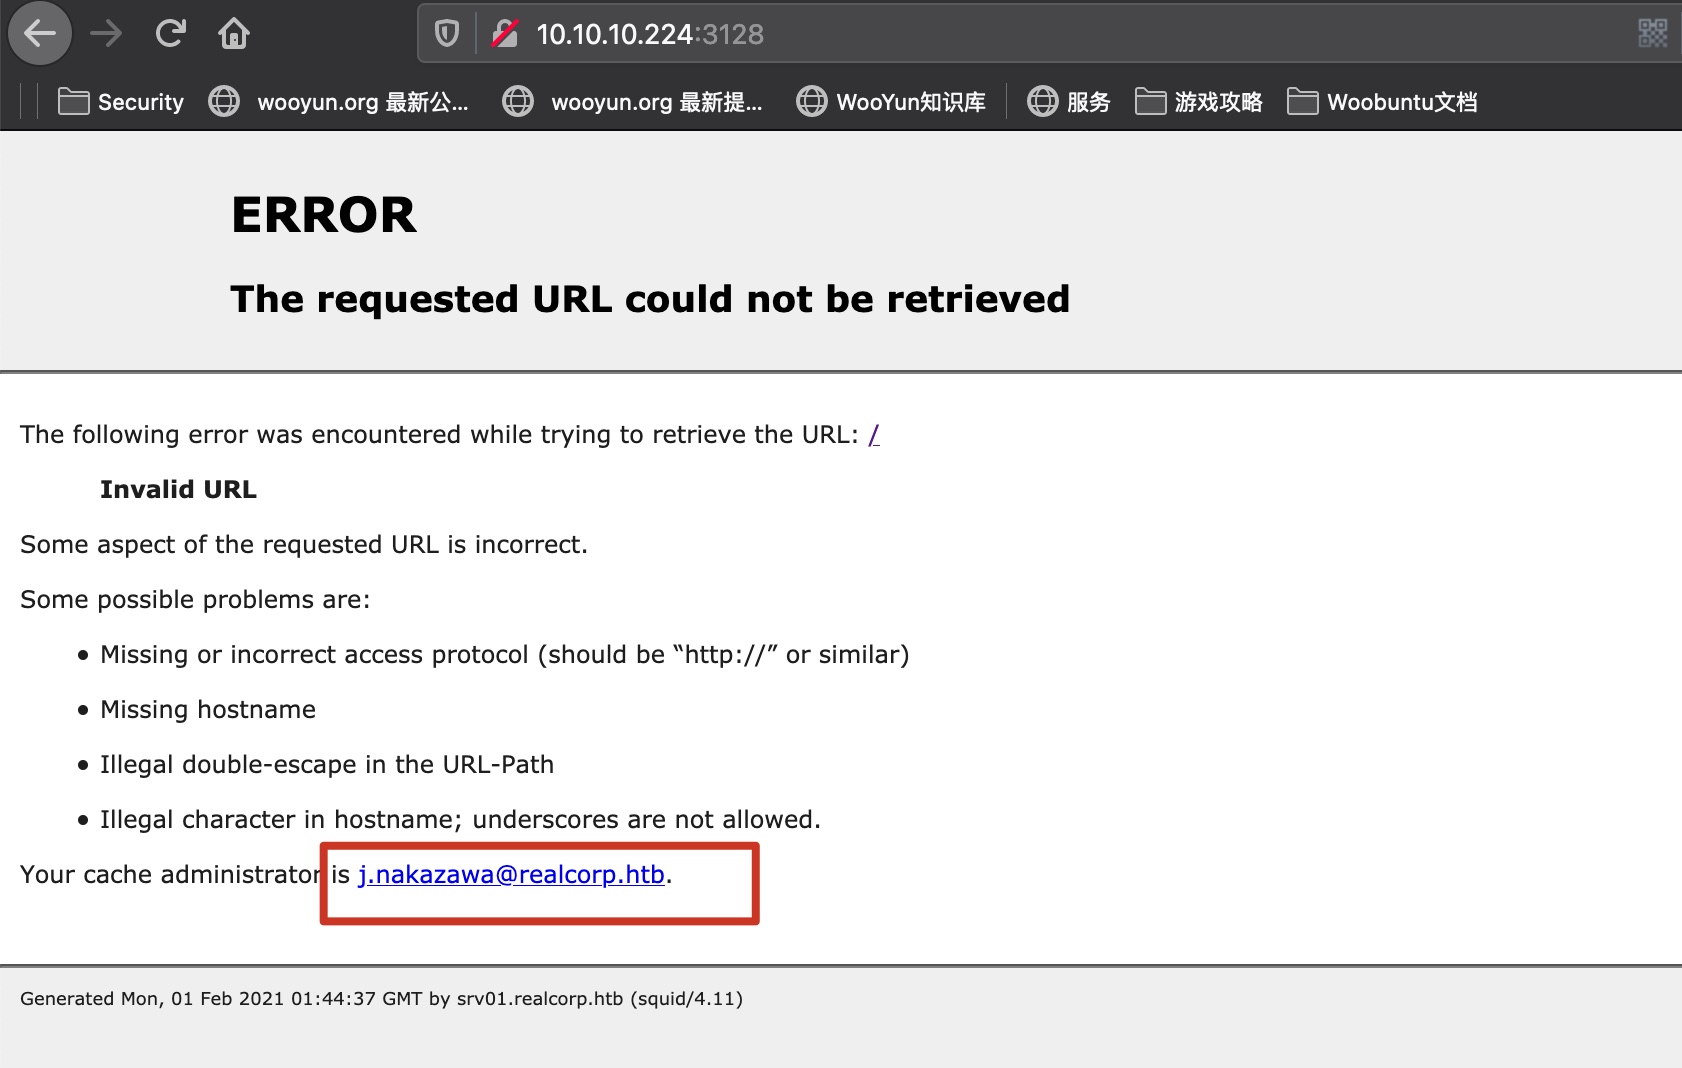 10.10.10.224:3128
Security wooyun.org 最新公... wooyun.org 最新提... WooYun知识库 服务 游戏攻略 Woobuntu文档
ERROR
The requested URL could not be retrieved
The following error was encountered while trying to retrieve the URL: /
Invalid URL
Some aspect of the requested URL is incorrect.
Some possible problems are:
• Missing or incorrect access protocol (should be “http://” or similar)
• Missing hostname
• Illegal double-escape in the URL-Path
• Illegal character in hostname; underscores are not allowed.
Your cache administrator is j.nakazawa@realcorp.htb.
Generated Mon, 01 Feb 2021 01:44:37 GMT by srv01.realcorp.htb (squid/4.11)